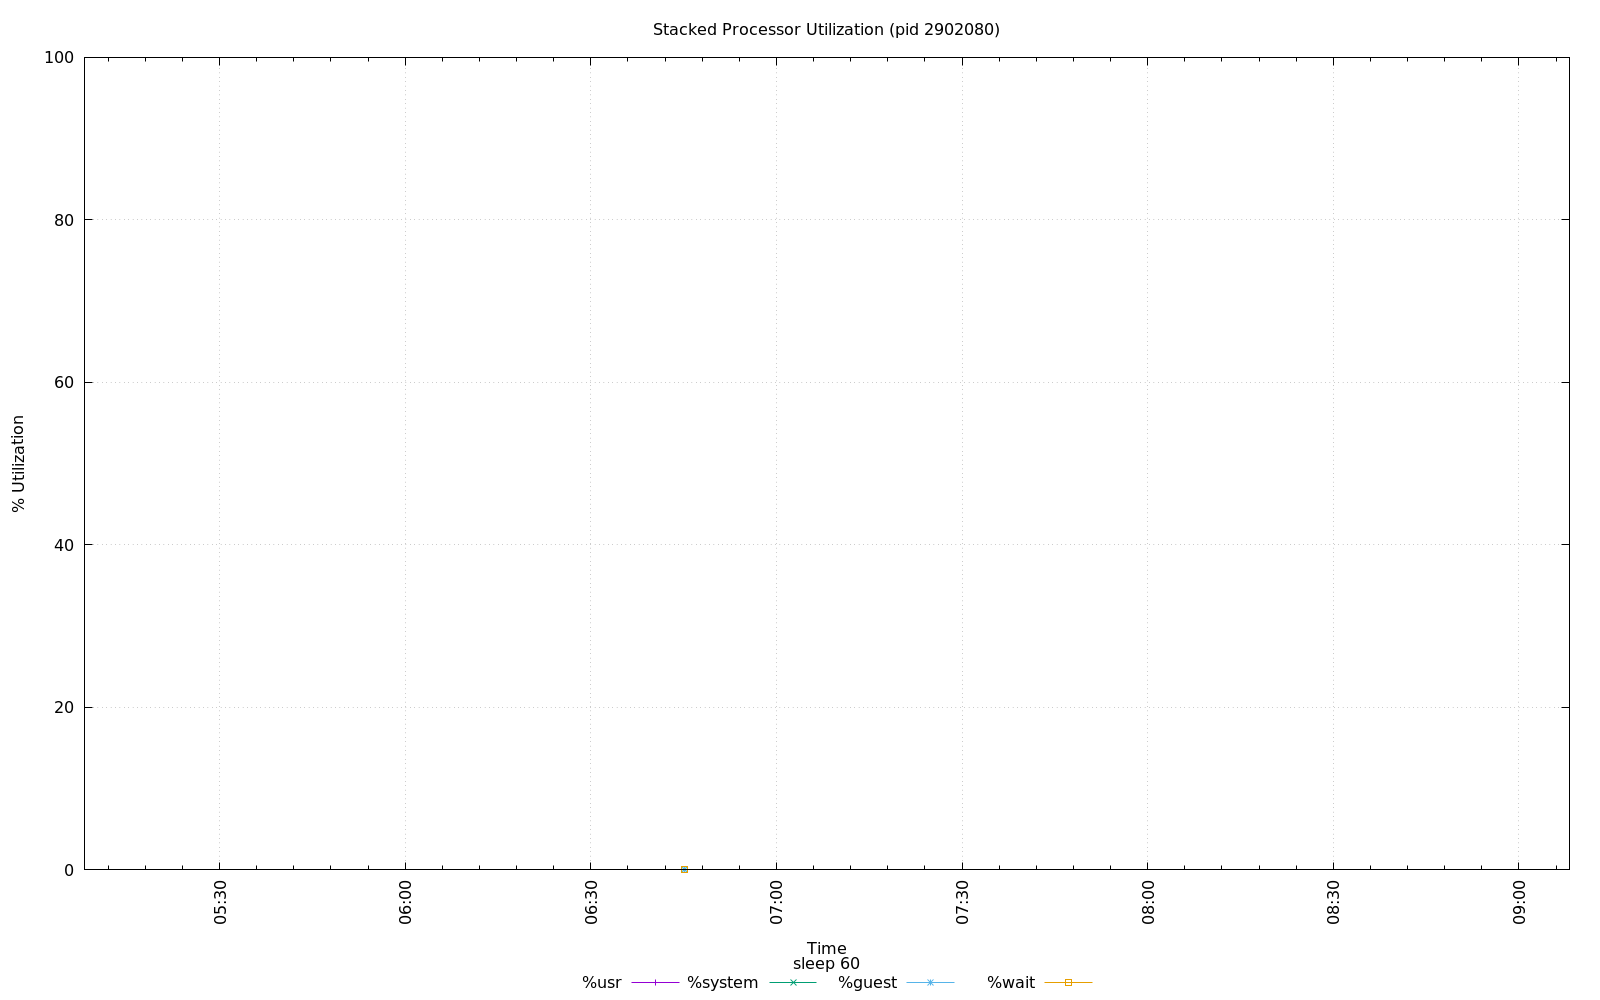 Stacked Processor Utilization (pid 2902080)
100
80
60
40
20
0
% Utilization
05:30 06:00 06:30 07:00 07:30 08:00 08:30 09:00
Time
sleep 60
%usr %system %guest %wait